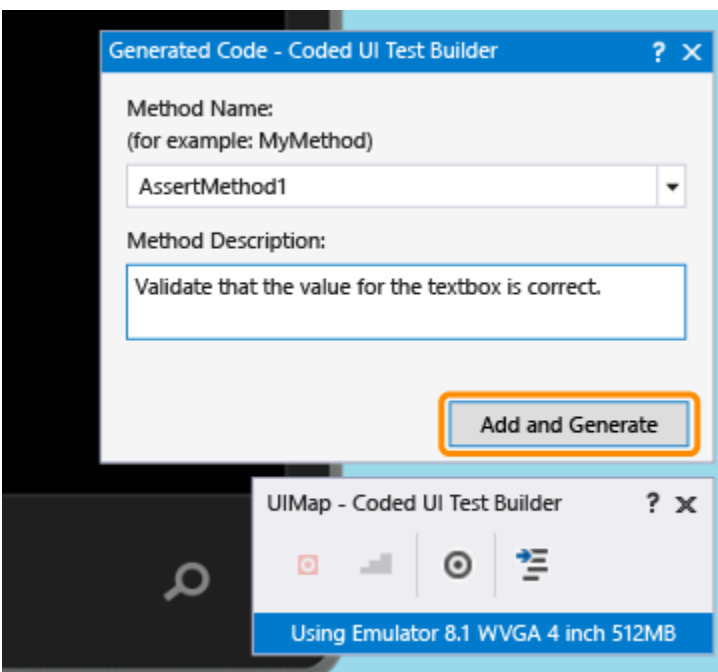 Generated Code - Coded UI Test Builder ? ×
Method Name:
(for example: MyMethod)
AssertMethod1
Method Description:
Validate that the value for the textbox is correct.
Add and Generate
UIMap - Coded UI Test Builder ? ×
Using Emulator 8.1 WVGA 4 inch 512MB